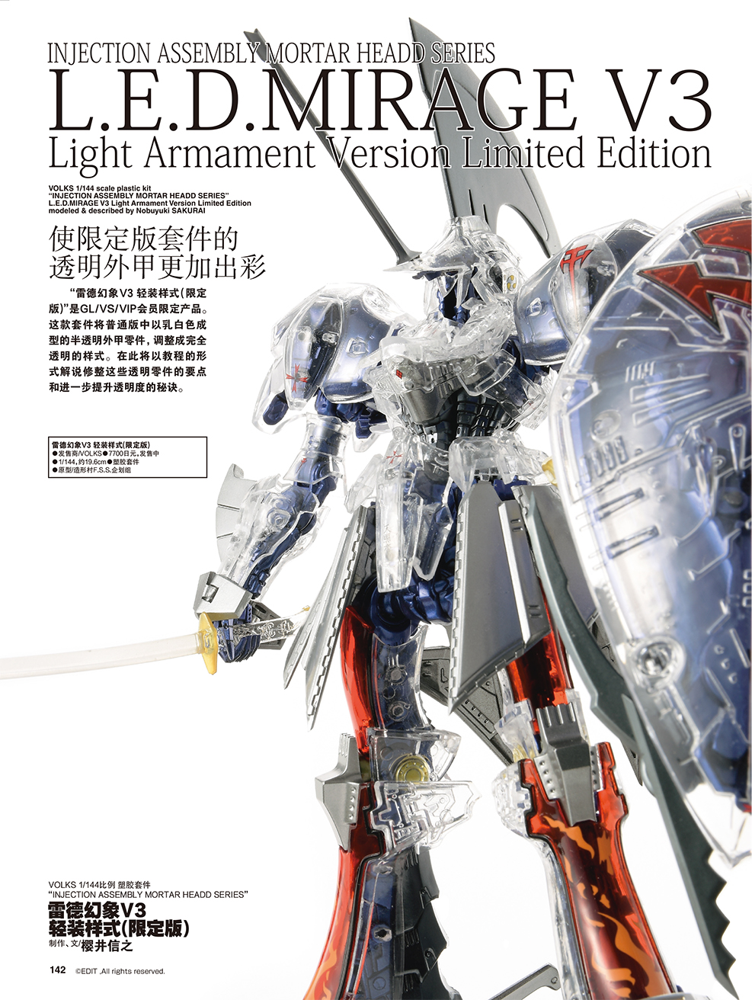 INJECTION ASSEMBLY MORTAR HEADD SERIES
L.E.D.MIRAGE V3
Light Armament Version Limited Edition
VOLKS 1/144 scale plastic kit
“INJECTION ASSEMBLY MORTAR HEADD SERIES”
L.E.D.MIRAGE V3 Light Armament Version Limited Edition
modeled & described by Nobuyuki SAKURAI
使限定版套件的
透明外甲更加出彩
“雷德幻象V3 轻装样式（限定
版）”是GL/VS/VIP会员限定产品。
这款套件将普通版中以乳白色成
型的半透明外甲零件，调整成完全
透明的样式。在此将以教程的形
式解说修整这些透明零件的要点
和进一步提升透明度的秘诀。
雷德幻象V3 轻装样式（限定版）
●发售商/VOLKS●7700日元，发售中
●1/144，约19.6cm●塑胶套件
●原型/造形村F.S.S.企划组
VOLKS 1/144比例 塑胶套件
“INJECTION ASSEMBLY MORTAR HEADD SERIES”
雷德幻象V3
轻装样式（限定版）
制作、文/樱井信之
142 ©EDIT ,All rights reserved.